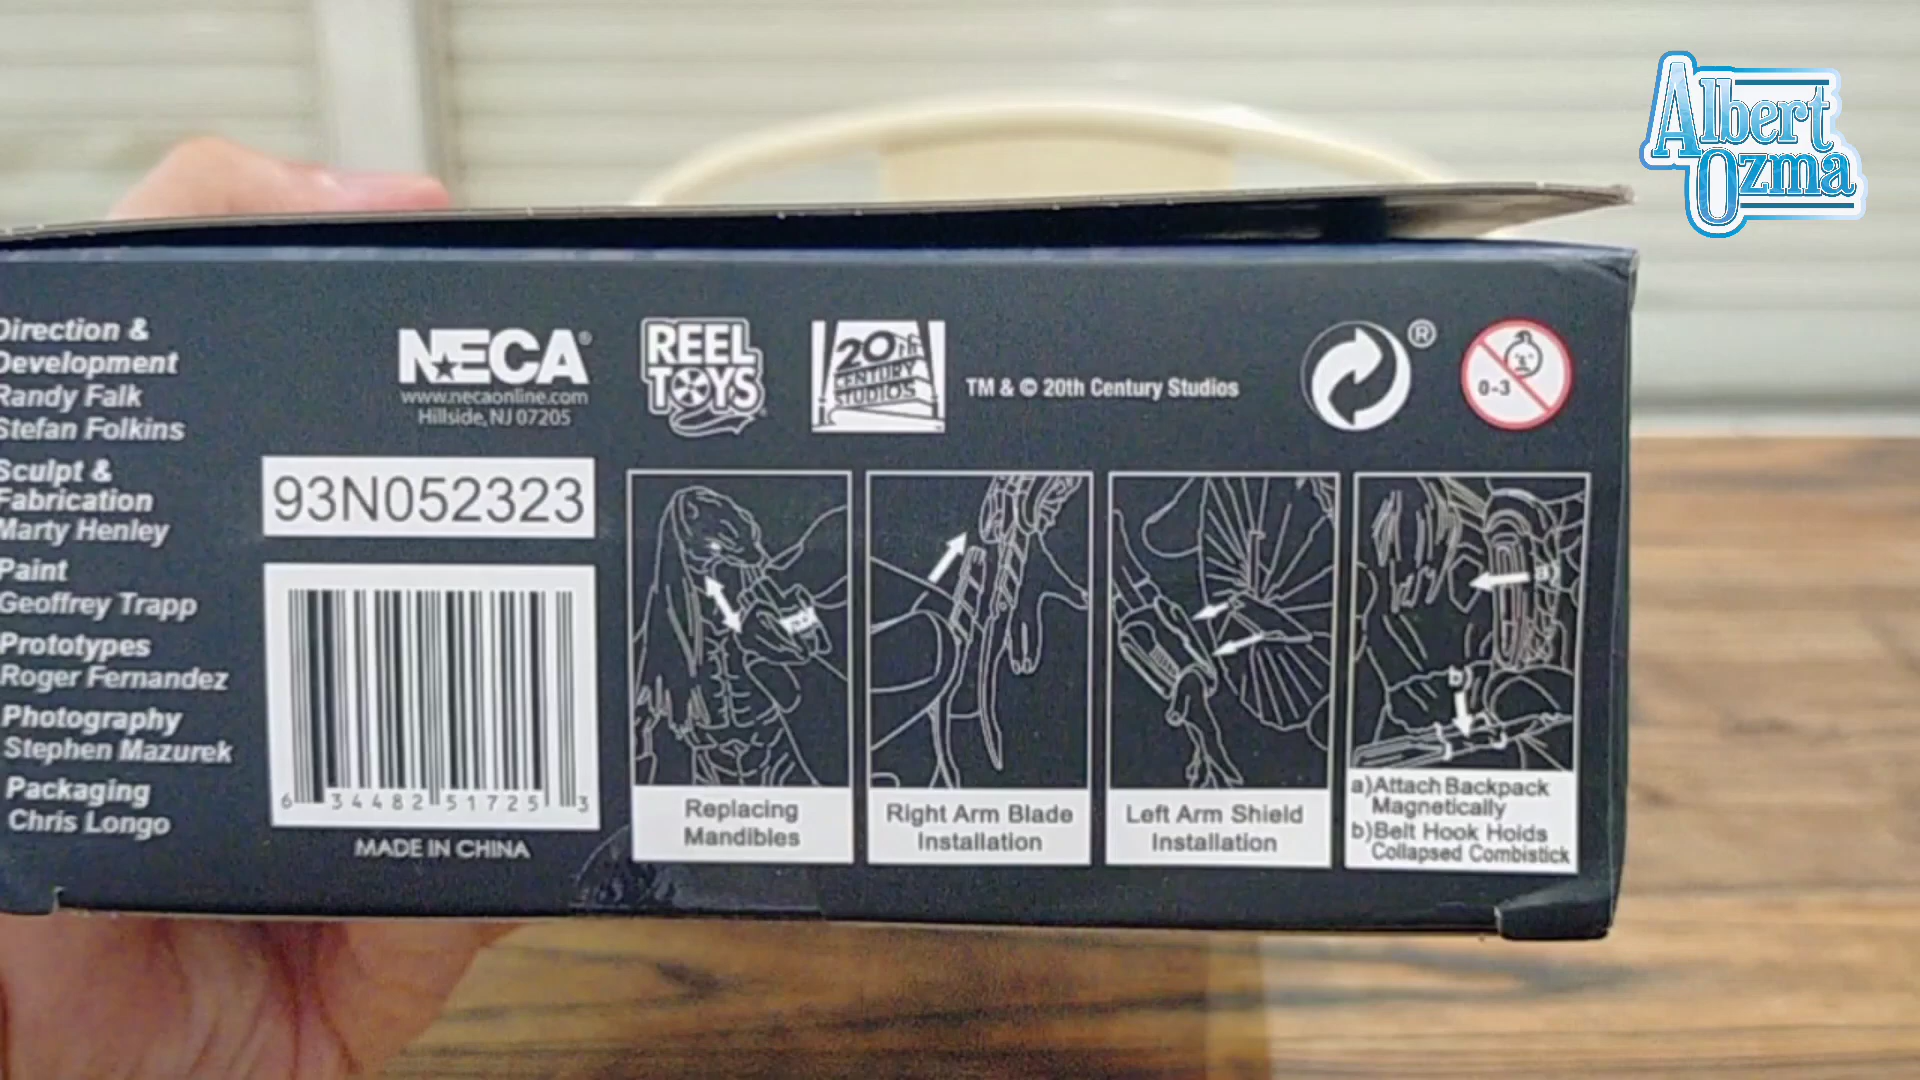 Albert
Ozma
Direction &
Development
Randy Falk
Stefan Folkins
Sculpt &
Fabrication
Marty Henley
Paint
Geoffrey Trapp
Prototypes
Roger Fernandez
Photography
Stephen Mazurek
Packaging
Chris Longo
NECA®
www.necaonline.com
Hillside, NJ 07205
REEL
TOYS
20th
CENTURY
STUDIOS
TM & © 20th Century Studios
®
0-3
93N052323
6 34482 51725 3
MADE IN CHINA
Replacing
Mandibles
Right Arm Blade
Installation
Left Arm Shield
Installation
a)
b)
a)Attach Backpack
Magnetically
b)Belt Hook Holds
Collapsed Combistick